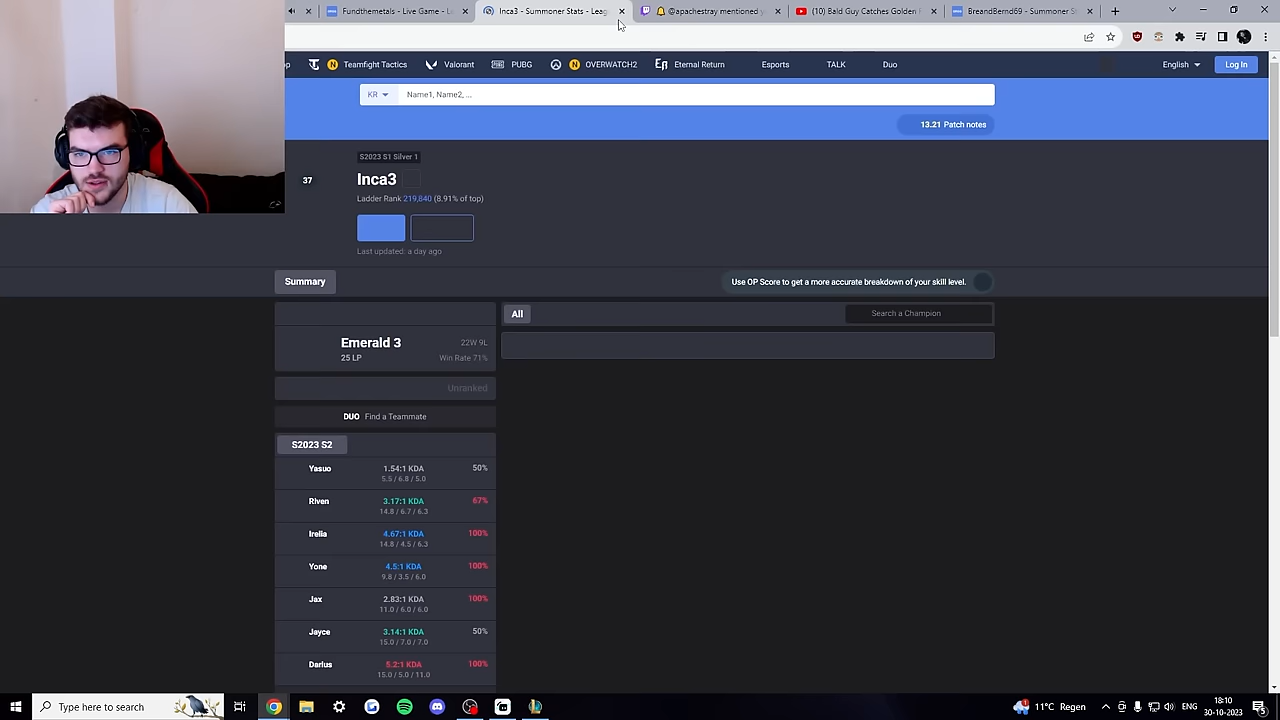 Fundthemetals - Live Game - L
Inca3 - Summoner Stats - Leag
@apachestray mentioned
(10) Bald Guy Catches Golden
BreandBernd69 - Summoner S
Teamfight Tactics
Valorant
PUBG
OVERWATCH2
Eternal Return
Esports
TALK
Duo
English
Log In
KR
Name1, Name2, ...
13.21 Patch notes
S2023 S1 Silver 1
37
Inca3
Ladder Rank 219,840 (8.91% of top)
Last updated: a day ago
Summary
Use OP Score to get a more accurate breakdown of your skill level.
All
Search a Champion
Emerald 3 22W 9L
25 LP Win Rate 71%
Unranked
DUO Find a Teammate
S2023 S2
Yasuo 1.54:1 KDA 50%
5.5 / 6.8 / 5.0
Riven 3.17:1 KDA 67%
14.8 / 6.7 / 6.3
Irelia 4.67:1 KDA 100%
14.8 / 4.5 / 6.3
Yone 4.5:1 KDA 100%
9.8 / 3.5 / 6.0
Jax 2.83:1 KDA 100%
11.0 / 6.0 / 6.0
Jayce 3.14:1 KDA 50%
15.0 / 7.0 / 7.0
Darius 5.2:1 KDA 100%
15.0 / 5.0 / 11.0
Type here to search
11°C Regen
ENG
18:10
30-10-2023